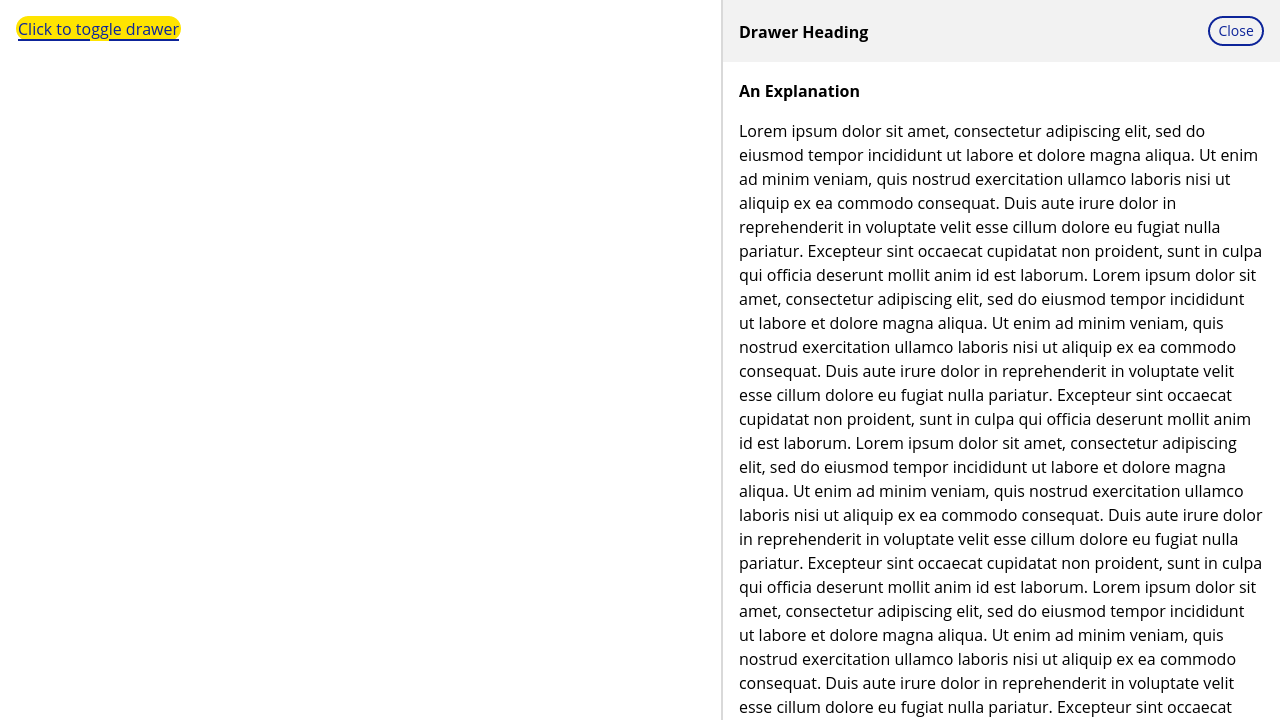 Click to toggle drawer
Drawer Heading
Close
An Explanation
Lorem ipsum dolor sit amet, consectetur adipiscing elit, sed do
eiusmod tempor incididunt ut labore et dolore magna aliqua. Ut enim
ad minim veniam, quis nostrud exercitation ullamco laboris nisi ut
aliquip ex ea commodo consequat. Duis aute irure dolor in
reprehenderit in voluptate velit esse cillum dolore eu fugiat nulla
pariatur. Excepteur sint occaecat cupidatat non proident, sunt in culpa
qui officia deserunt mollit anim id est laborum. Lorem ipsum dolor sit
amet, consectetur adipiscing elit, sed do eiusmod tempor incididunt
ut labore et dolore magna aliqua. Ut enim ad minim veniam, quis
nostrud exercitation ullamco laboris nisi ut aliquip ex ea commodo
consequat. Duis aute irure dolor in reprehenderit in voluptate velit
esse cillum dolore eu fugiat nulla pariatur. Excepteur sint occaecat
cupidatat non proident, sunt in culpa qui officia deserunt mollit anim
id est laborum. Lorem ipsum dolor sit amet, consectetur adipiscing
elit, sed do eiusmod tempor incididunt ut labore et dolore magna
aliqua. Ut enim ad minim veniam, quis nostrud exercitation ullamco
laboris nisi ut aliquip ex ea commodo consequat. Duis aute irure dolor
in reprehenderit in voluptate velit esse cillum dolore eu fugiat nulla
pariatur. Excepteur sint occaecat cupidatat non proident, sunt in culpa
qui officia deserunt mollit anim id est laborum. Lorem ipsum dolor sit
amet, consectetur adipiscing elit, sed do eiusmod tempor incididunt
ut labore et dolore magna aliqua. Ut enim ad minim veniam, quis
nostrud exercitation ullamco laboris nisi ut aliquip ex ea commodo
consequat. Duis aute irure dolor in reprehenderit in voluptate velit
esse cillum dolore eu fugiat nulla pariatur. Excepteur sint occaecat